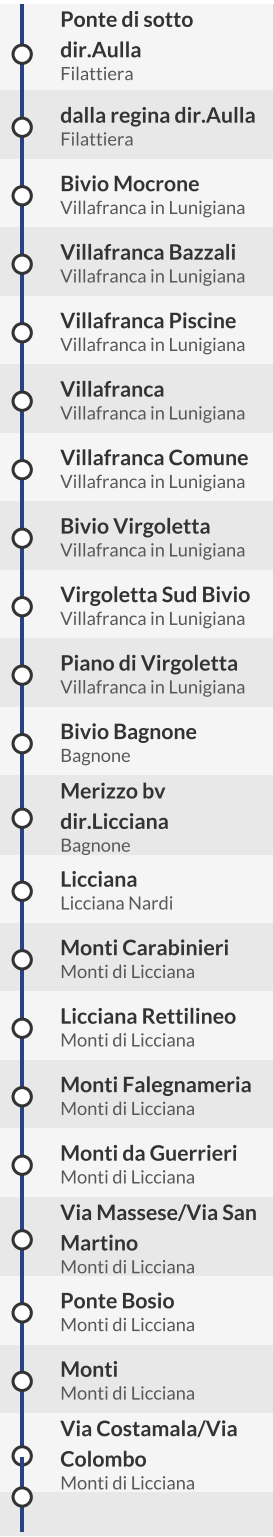 Ponte di sotto
dir.Aulla
Filattiera
dalla regina dir.Aulla
Filattiera
Bivio Mocrone
Villafranca in Lunigiana
Villafranca Bazzali
Villafranca in Lunigiana
Villafranca Piscine
Villafranca in Lunigiana
Villafranca
Villafranca in Lunigiana
Villafranca Comune
Villafranca in Lunigiana
Bivio Virgoletta
Villafranca in Lunigiana
Virgoletta Sud Bivio
Villafranca in Lunigiana
Piano di Virgoletta
Villafranca in Lunigiana
Bivio Bagnone
Bagnone
Merizzo bv
dir.Licciana
Bagnone
Licciana
Licciana Nardi
Monti Carabinieri
Monti di Licciana
Licciana Rettilineo
Monti di Licciana
Monti Falegnameria
Monti di Licciana
Monti da Guerrieri
Monti di Licciana
Via Massese/Via San
Martino
Monti di Licciana
Ponte Bosio
Monti di Licciana
Monti
Monti di Licciana
Via Costamala/Via
Colombo
Monti di Licciana